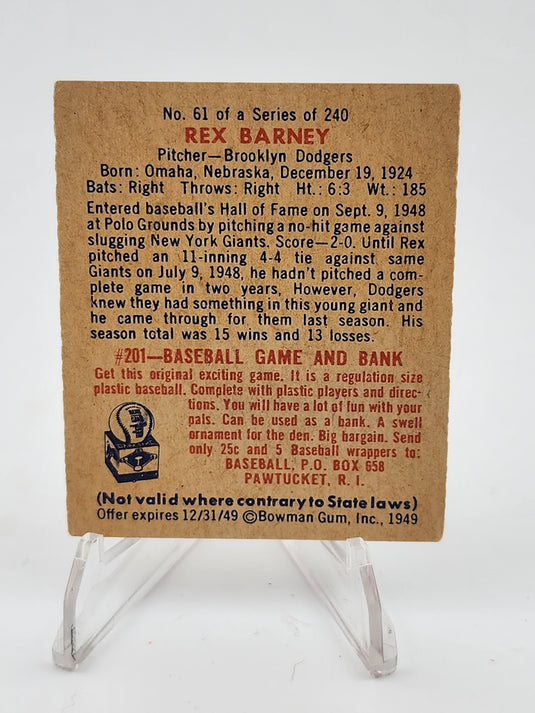 No. 61 of a Series of 240
REX BARNEY
Pitcher—Brooklyn Dodgers
Born: Omaha, Nebraska, December 19, 1924
Bats: Right Throws: Right Ht.: 6:3 Wt.: 185
Entered baseball's Hall of Fame on Sept. 9, 1948
at Polo Grounds by pitching a no-hit game against
slugging New York Giants. Score—2-0. Until Rex
pitched an 11-inning 4-4 tie against same
Giants on July 9, 1948, he hadn't pitched a com-
plete game in two years, However, Dodgers
knew they had something in this young giant and
he came through for them last season. His
season total was 15 wins and 13 losses.
#201—BASEBALL GAME AND BANK
Get this original exciting game. It is a regulation size
plastic baseball. Complete with plastic players and direc-
tions. You will have a lot of fun with your
pals. Can be used as a bank. A swell
ornament for the den. Big bargain. Send
only 25c and 5 Baseball wrappers to:
BASEBALL, P.O. BOX 658
PAWTUCKET, R. I.
(Not valid where contrary to State laws)
Offer expires 12/31/49 ©Bowman Gum, Inc., 1949